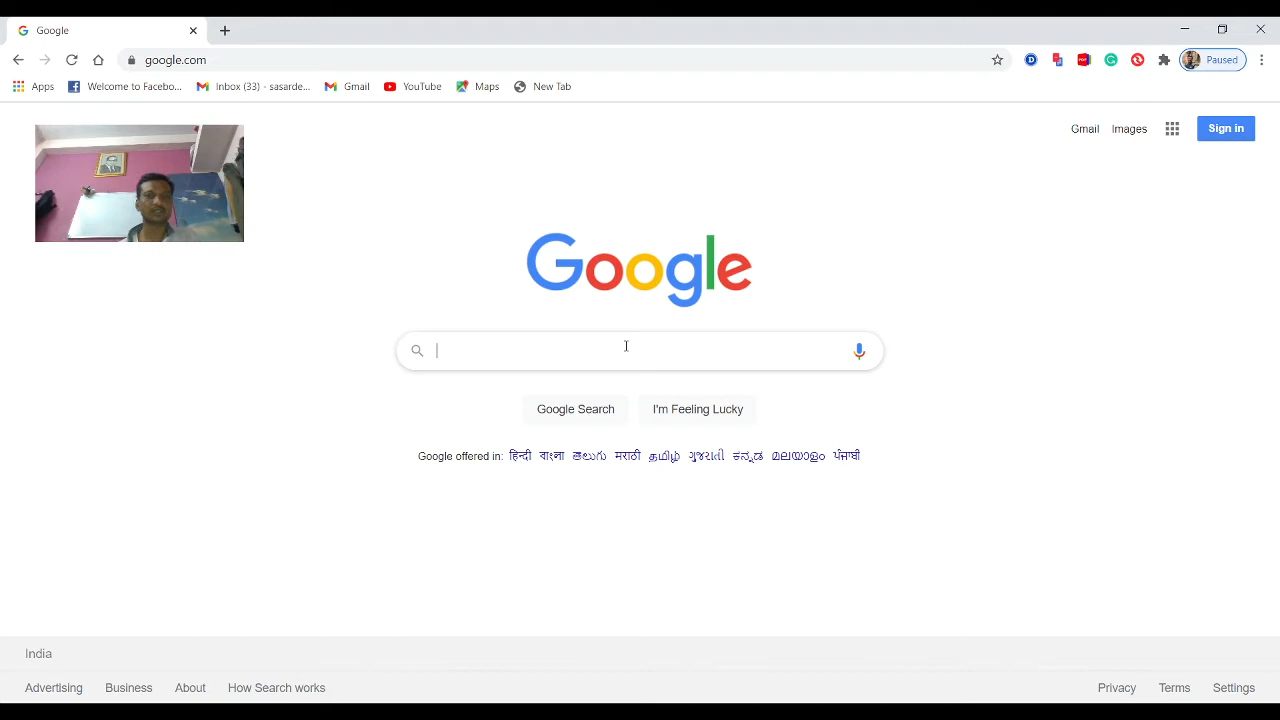 Google
google.com
Paused
Apps Welcome to Facebo... Inbox (33) - sasarde... Gmail YouTube Maps New Tab
Gmail Images Sign in
Google
Google Search I'm Feeling Lucky
Google offered in: हिन्दी বাংলা తెలుగు मराठी தமிழ் ગુજરાતી ಕನ್ನಡ മലയാളം ਪੰਜਾਬੀ
India
Advertising Business About How Search works Privacy Terms Settings